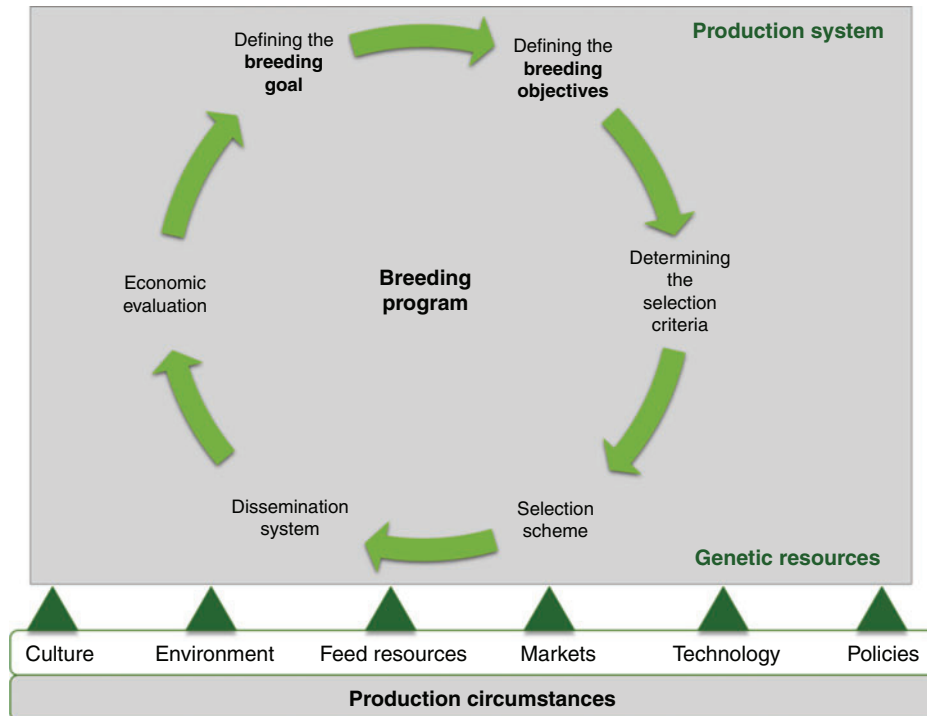 Production system
Defining the
breeding
goal
Defining the
breeding
objectives
Determining
the
selection
criteria
Economic
evaluation
Breeding
program
Dissemination
system
Selection
scheme
Genetic resources
Culture
Environment
Feed resources
Markets
Technology
Policies
Production circumstances